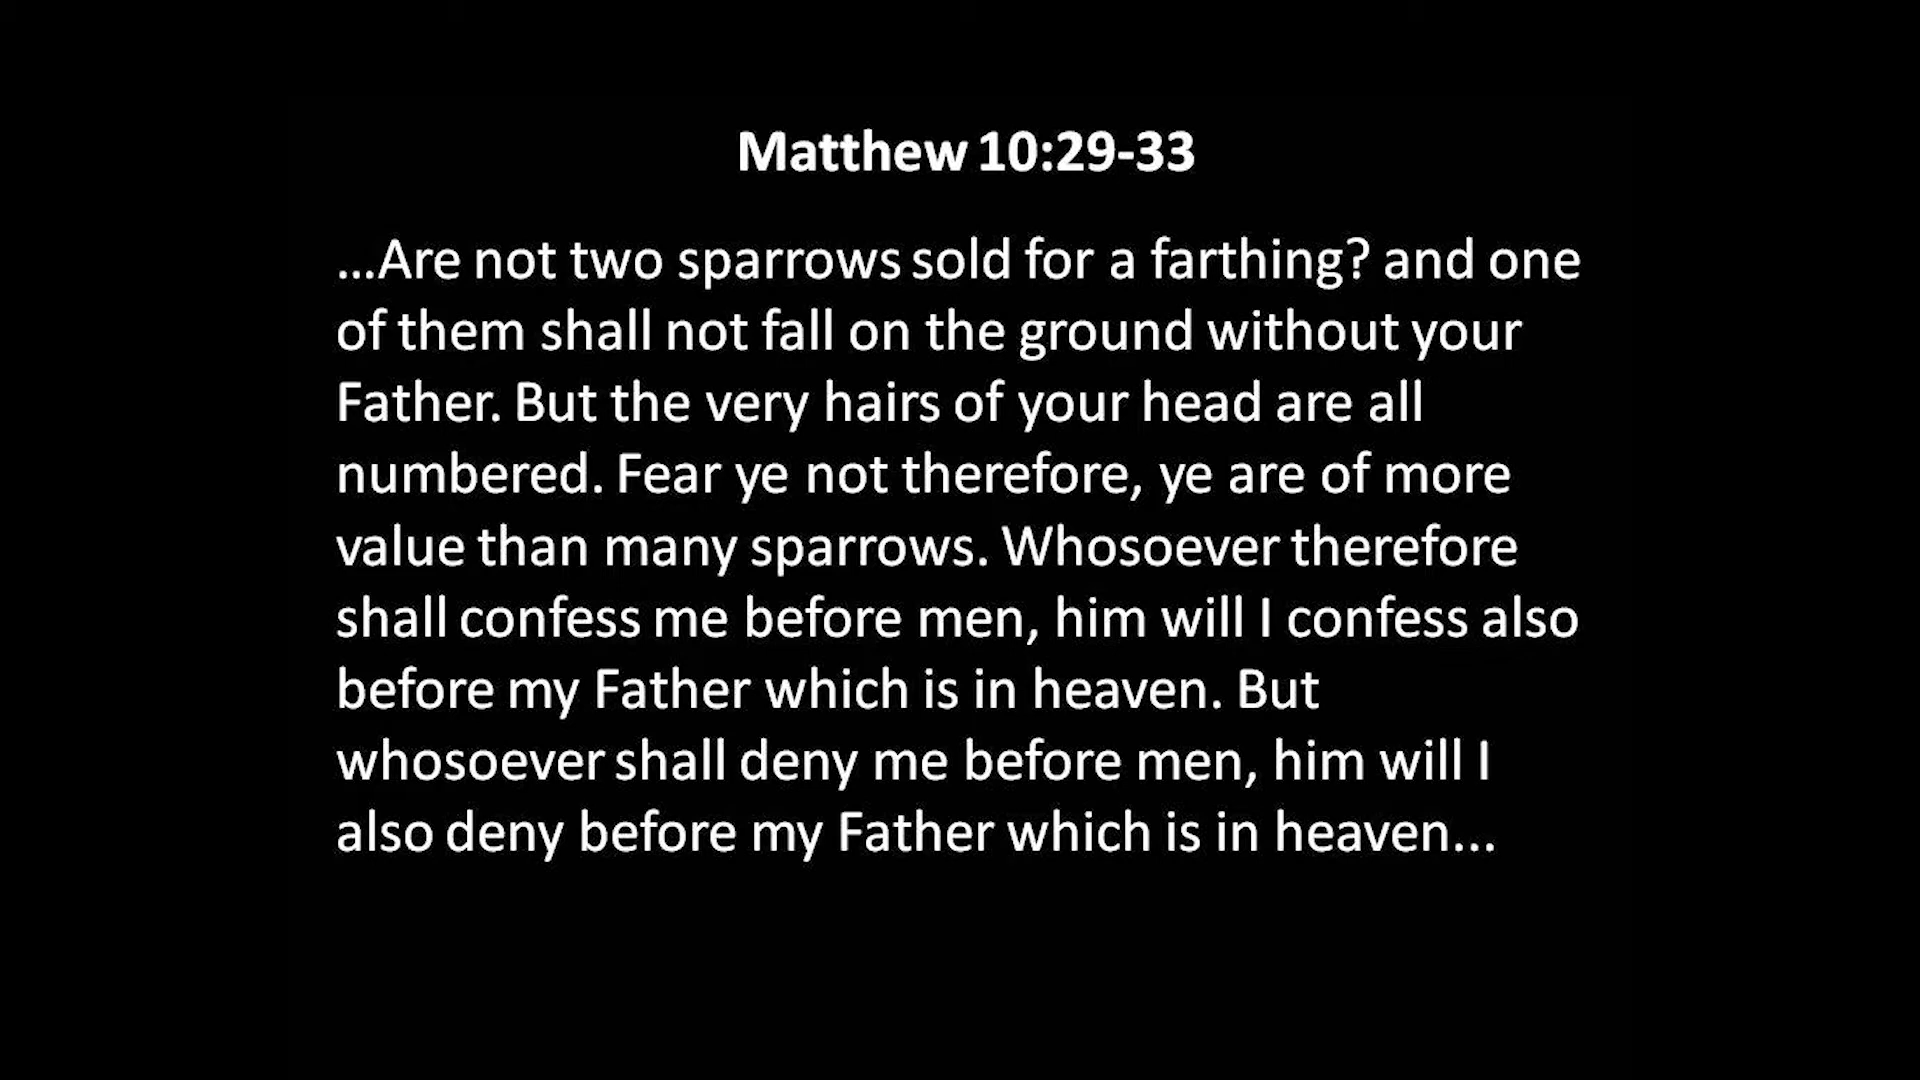 Matthew 10:29-33
...Are not two sparrows sold for a farthing? and one
of them shall not fall on the ground without your
Father. But the very hairs of your head are all
numbered. Fear ye not therefore, ye are of more
value than many sparrows. Whosoever therefore
shall confess me before men, him will I confess also
before my Father which is in heaven. But
whosoever shall deny me before men, him will I
also deny before my Father which is in heaven...